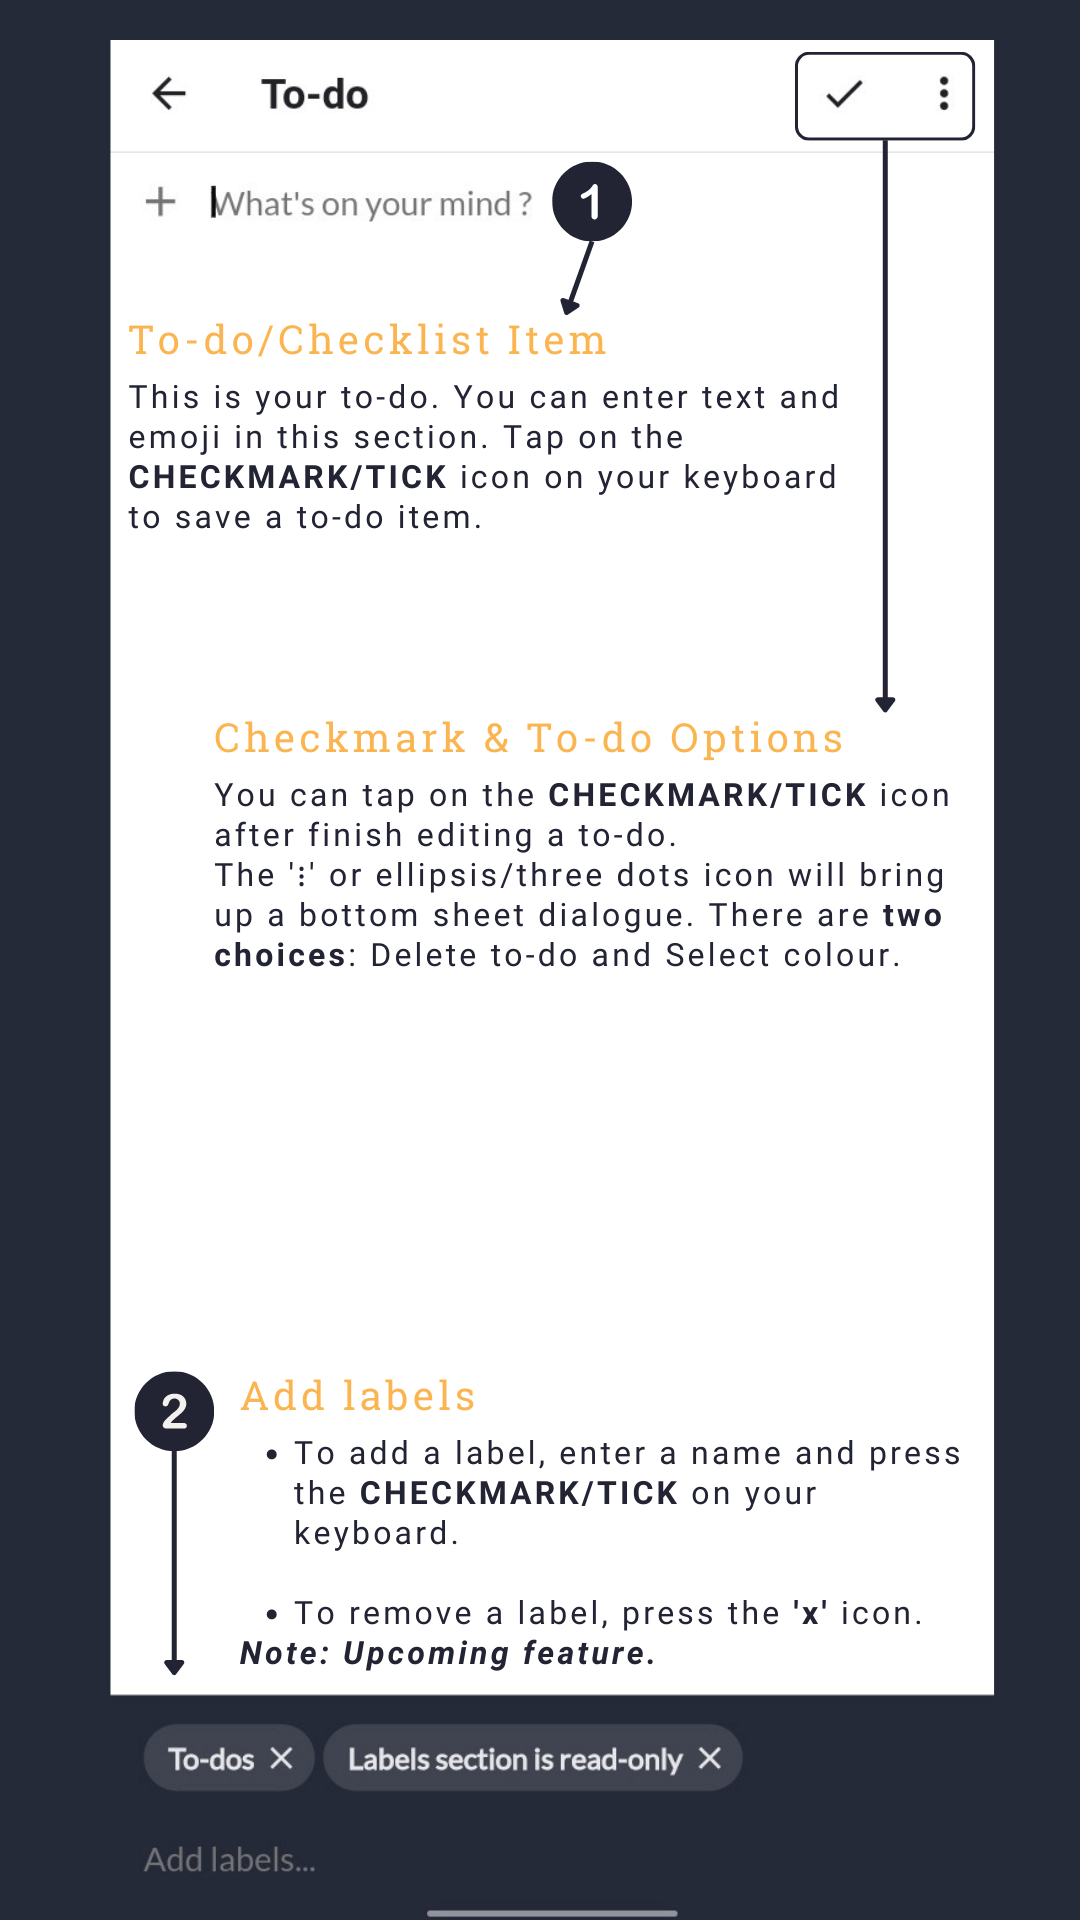 To-do
What's on your mind ?
1
To-do/Checklist Item
This is your to-do. You can enter text and
emoji in this section. Tap on the
CHECKMARK/TICK icon on your keyboard
to save a to-do item.
Checkmark & To-do Options
You can tap on the CHECKMARK/TICK icon
after finish editing a to-do.
The '⋮' or ellipsis/three dots icon will bring
up a bottom sheet dialogue. There are two
choices: Delete to-do and Select colour.
2
Add labels
• To add a label, enter a name and press
the CHECKMARK/TICK on your
keyboard.
• To remove a label, press the 'x' icon.
Note: Upcoming feature.
To-dos ×
Labels section is read-only ×
Add labels...